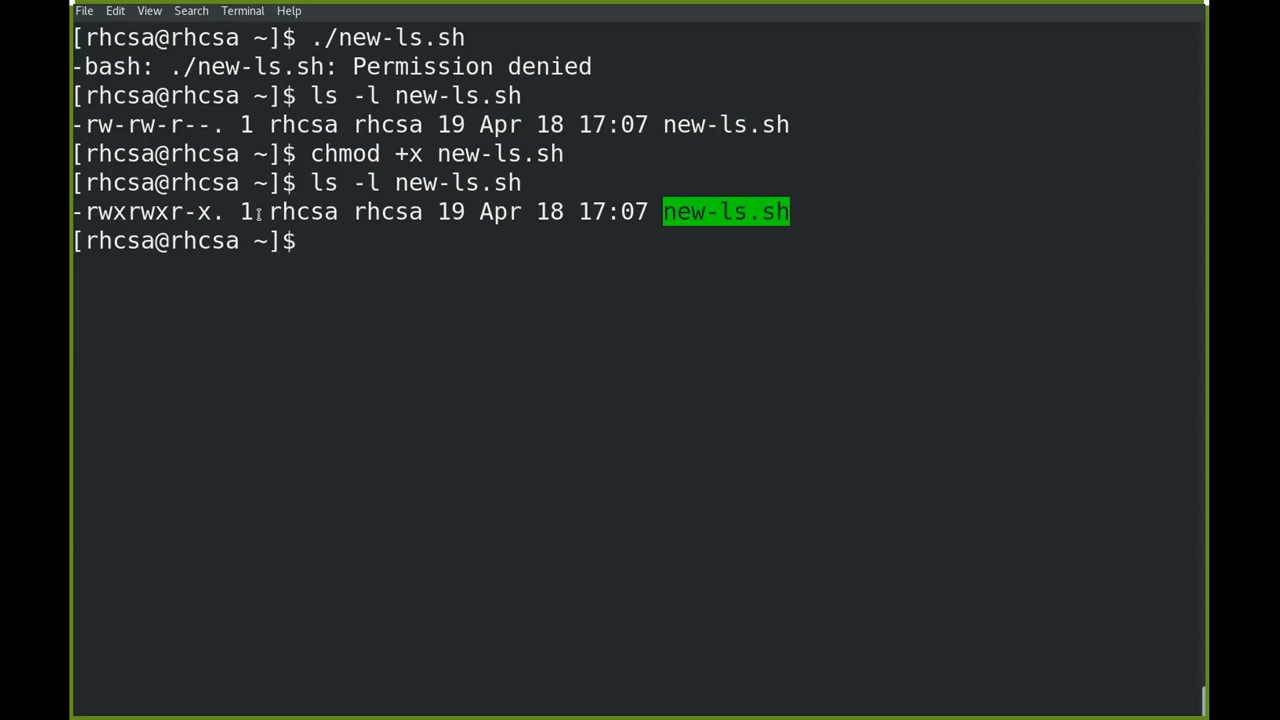 File Edit View Search Terminal Help
[rhcsa@rhcsa ~]$ ./new-ls.sh
-bash: ./new-ls.sh: Permission denied
[rhcsa@rhcsa ~]$ ls -l new-ls.sh
-rw-rw-r--. 1 rhcsa rhcsa 19 Apr 18 17:07 new-ls.sh
[rhcsa@rhcsa ~]$ chmod +x new-ls.sh
[rhcsa@rhcsa ~]$ ls -l new-ls.sh
-rwxrwxr-x. 1 rhcsa rhcsa 19 Apr 18 17:07 new-ls.sh
[rhcsa@rhcsa ~]$